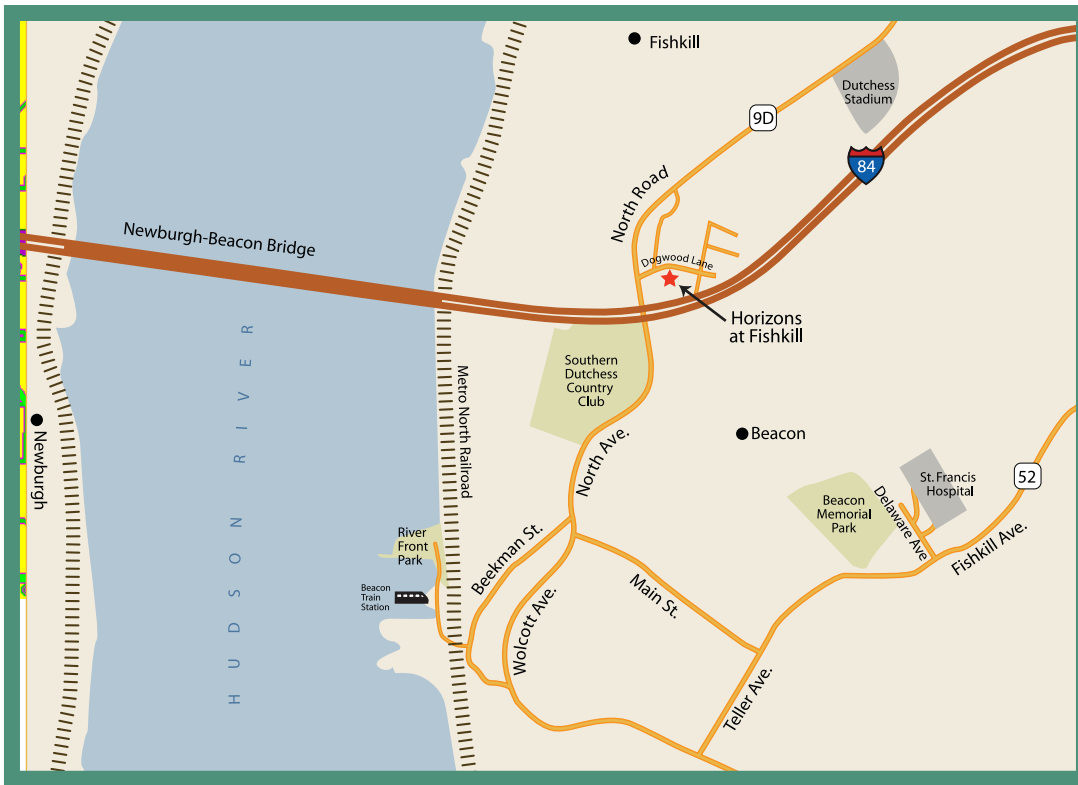 Fishkill
Dutchess
Stadium
9D
84
North Road
Newburgh-Beacon Bridge
Dogwood Lane
Horizons
at Fishkill
HUDSON RIVER
Southern
Dutchess
Country
Club
Metro North Railroad
Newburgh
North Ave.
Beacon
52
St. Francis
Hospital
Beacon
Memorial
Park
Delaware Ave
Fishkill Ave.
River
Front
Park
Beekman St.
Beacon
Train
Station
Main St.
Wolcott Ave.
Teller Ave.